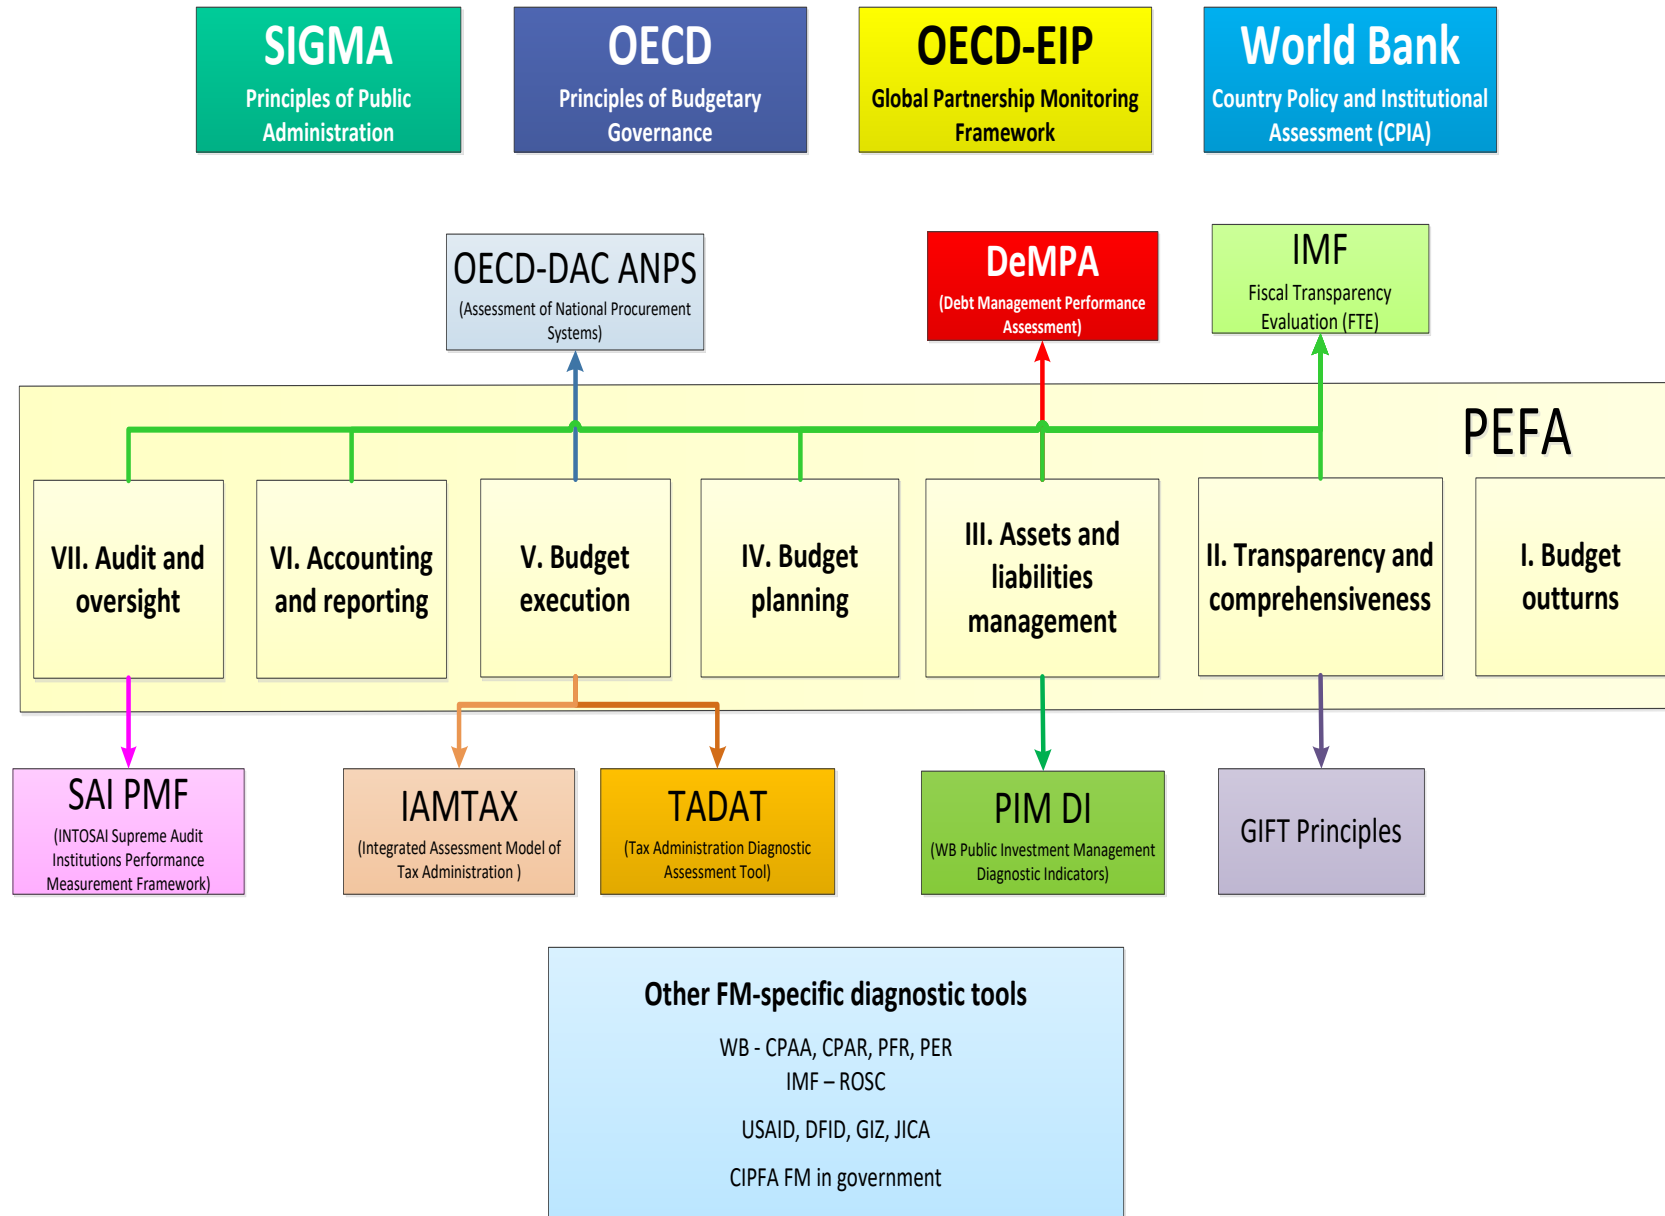 SIGMA
Principles of Public
Administration
OECD
Principles of Budgetary
Governance
OECD-EIP
Global Partnership Monitoring
Framework
World Bank
Country Policy and Institutional
Assessment (CPIA)
OECD-DAC ANPS
(Assessment of National Procurement
Systems)
DeMPA
(Debt Management Performance
Assessment)
IMF
Fiscal Transparency
Evaluation (FTE)
PEFA
VII. Audit and
oversight
VI. Accounting
and reporting
V. Budget
execution
IV. Budget
planning
III. Assets and
liabilities
management
II. Transparency and
comprehensiveness
I. Budget
outturns
SAI PMF
(INTOSAI Supreme Audit
Institutions Performance
Measurement Framework)
IAMTAX
(Integrated Assessment Model of
Tax Administration )
TADAT
(Tax Administration Diagnostic
Assessment Tool)
PIM DI
(WB Public Investment Management
Diagnostic Indicators)
GIFT Principles
Other FM-specific diagnostic tools
WB - CPAA, CPAR, PFR, PER
IMF – ROSC
USAID, DFID, GIZ, JICA
CIPFA FM in government